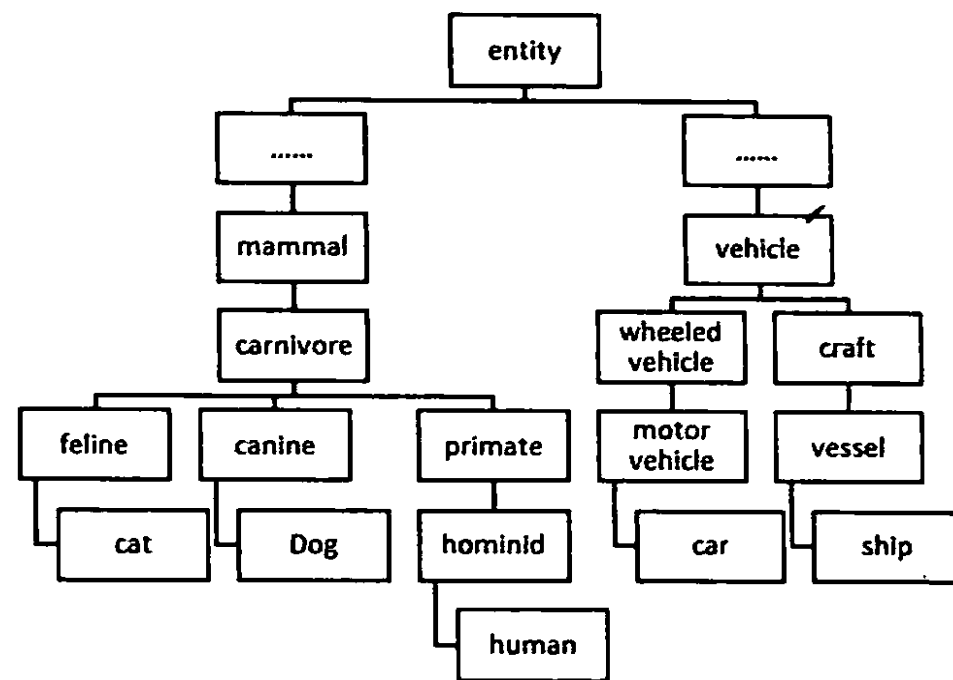 entity
......
......
mammal
vehicle
carnivore
wheeled
vehicle
craft
feline
canine
primate
motor
vehicle
vessel
cat
Dog
hominid
car
ship
human